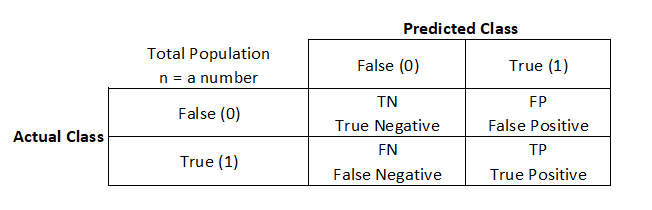 Predicted Class
Total Population
n = a number
False (0)
True (1)
Actual Class
False (0)
TN
True Negative
FP
False Positive
True (1)
FN
False Negative
TP
True Positive